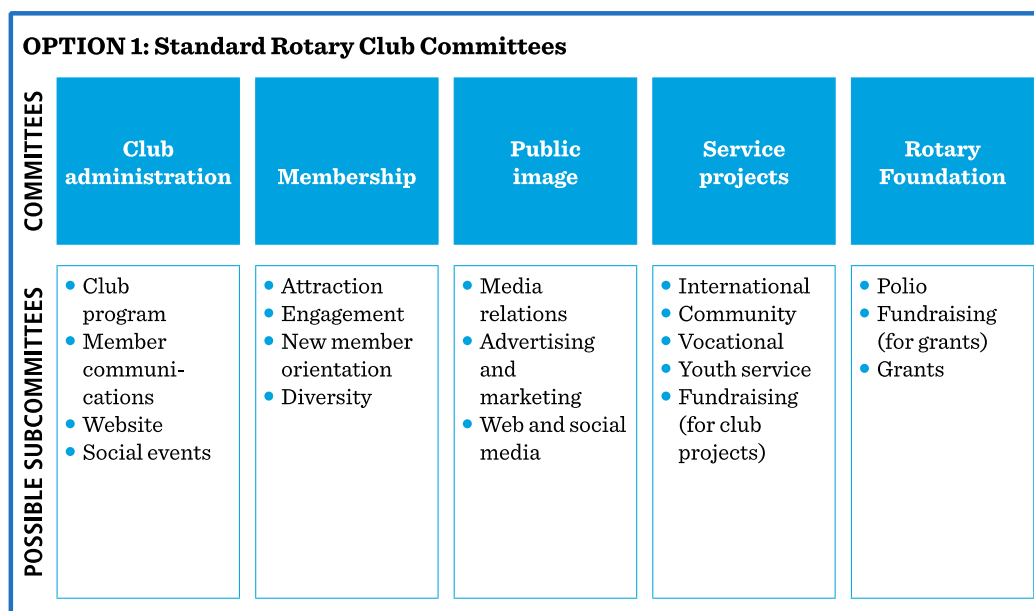 OPTION 1: Standard Rotary Club Committees
COMMITTEES
Club
administration
Membership
Public
image
Service
projects
Rotary
Foundation
POSSIBLE SUBCOMMITTEES
• Club
program
• Member
communi-
cations
• Website
• Social events
• Attraction
• Engagement
• New member
orientation
• Diversity
• Media
relations
• Advertising
and
marketing
• Web and social
media
• International
• Community
• Vocational
• Youth service
• Fundraising
(for club
projects)
• Polio
• Fundraising
(for grants)
• Grants